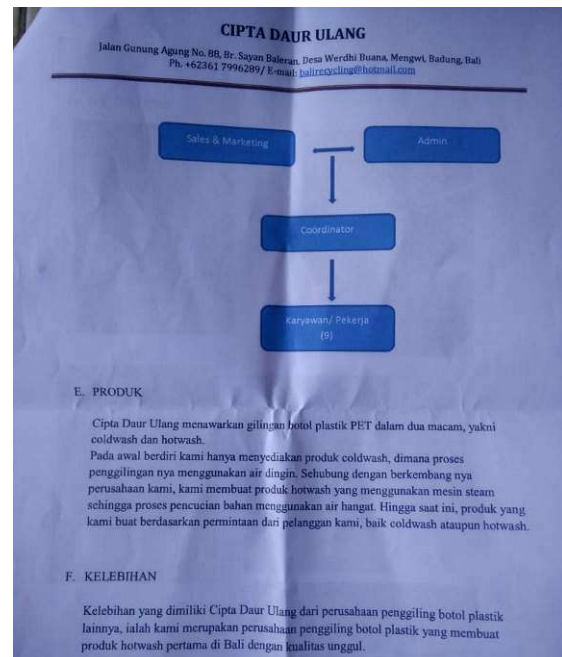 CIPTA DAUR ULANG
Jalan Gunung Agung No. 88, Br. Sayan Baleran, Desa Werdhi Buana, Mengwi, Badung, Bali
Ph. +62361 7996289/ E-mail: balirecycling@hotmail.com
Sales & Marketing
Admin
Coordinator
Karyawan/ Pekerja
(9)
E. PRODUK
Cipta Daur Ulang menawarkan gilingan botol plastik PET dalam dua macam, yakni
coldwash dan hotwash.
Pada awal berdiri kami hanya menyediakan produk coldwash, dimana proses
penggilingan nya menggunakan air dingin. Sehubung dengan berkembang nya
perusahaan kami, kami membuat produk hotwash yang menggunakan mesin steam
sehingga proses pencucian bahan menggunakan air hangat. Hingga saat ini, produk yang
kami buat berdasarkan permintaan dari pelanggan kami, baik coldwash ataupun hotwash.
F. KELEBIHAN
Kelebihan yang dimiliki Cipta Daur Ulang dari perusahaan penggiling botol plastik
lainnya, ialah kami merupakan perusahaan penggiling botol plastik yang membuat
produk hotwash pertama di Bali dengan kualitas unggul.